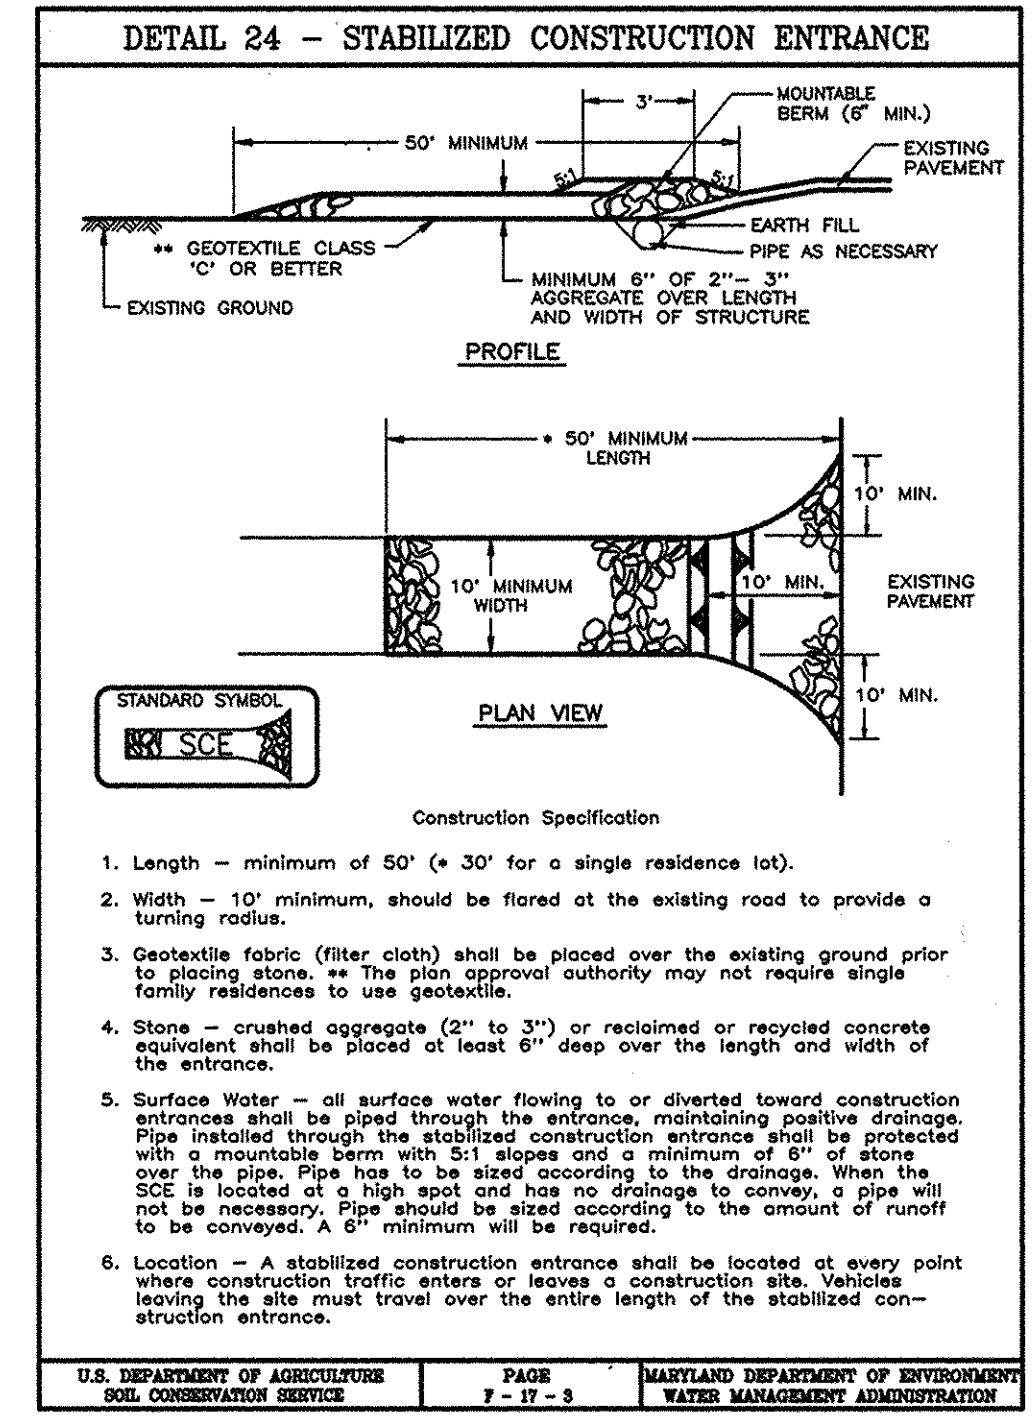 DETAIL 24 – STABILIZED CONSTRUCTION ENTRANCE
3'
MOUNTABLE
BERM (6" MIN.)
50' MINIMUM
EXISTING
PAVEMENT
5:1
5:1
EARTH FILL
** GEOTEXTILE CLASS
'C' OR BETTER
PIPE AS NECESSARY
MINIMUM 6" OF 2"– 3"
AGGREGATE OVER LENGTH
AND WIDTH OF STRUCTURE
EXISTING GROUND
PROFILE
* 50' MINIMUM
LENGTH
10' MIN.
10' MINIMUM
WIDTH
10' MIN.
EXISTING
PAVEMENT
10' MIN.
STANDARD SYMBOL
SCE
PLAN VIEW
Construction Specification
1. Length – minimum of 50' (* 30' for a single residence lot).
2. Width – 10' minimum, should be flared at the existing road to provide a
turning radius.
3. Geotextile fabric (filter cloth) shall be placed over the existing ground prior
to placing stone. ** The plan approval authority may not require single
family residences to use geotextile.
4. Stone – crushed aggregate (2" to 3") or reclaimed or recycled concrete
equivalent shall be placed at least 6" deep over the length and width of
the entrance.
5. Surface Water – all surface water flowing to or diverted toward construction
entrances shall be piped through the entrance, maintaining positive drainage.
Pipe installed through the stabilized construction entrance shall be protected
with a mountable berm with 5:1 slopes and a minimum of 6" of stone
over the pipe. Pipe has to be sized according to the drainage. When the
SCE is located at a high spot and has no drainage to convey, a pipe will
not be necessary. Pipe should be sized according to the amount of runoff
to be conveyed. A 6" minimum will be required.
6. Location – A stabilized construction entrance shall be located at every point
where construction traffic enters or leaves a construction site. Vehicles
leaving the site must travel over the entire length of the stabilized con–
struction entrance.
U.S. DEPARTMENT OF AGRICULTURE
SOIL CONSERVATION SERVICE
PAGE
F – 17 – 3
MARYLAND DEPARTMENT OF ENVIRONMENT
WATER MANAGEMENT ADMINISTRATION